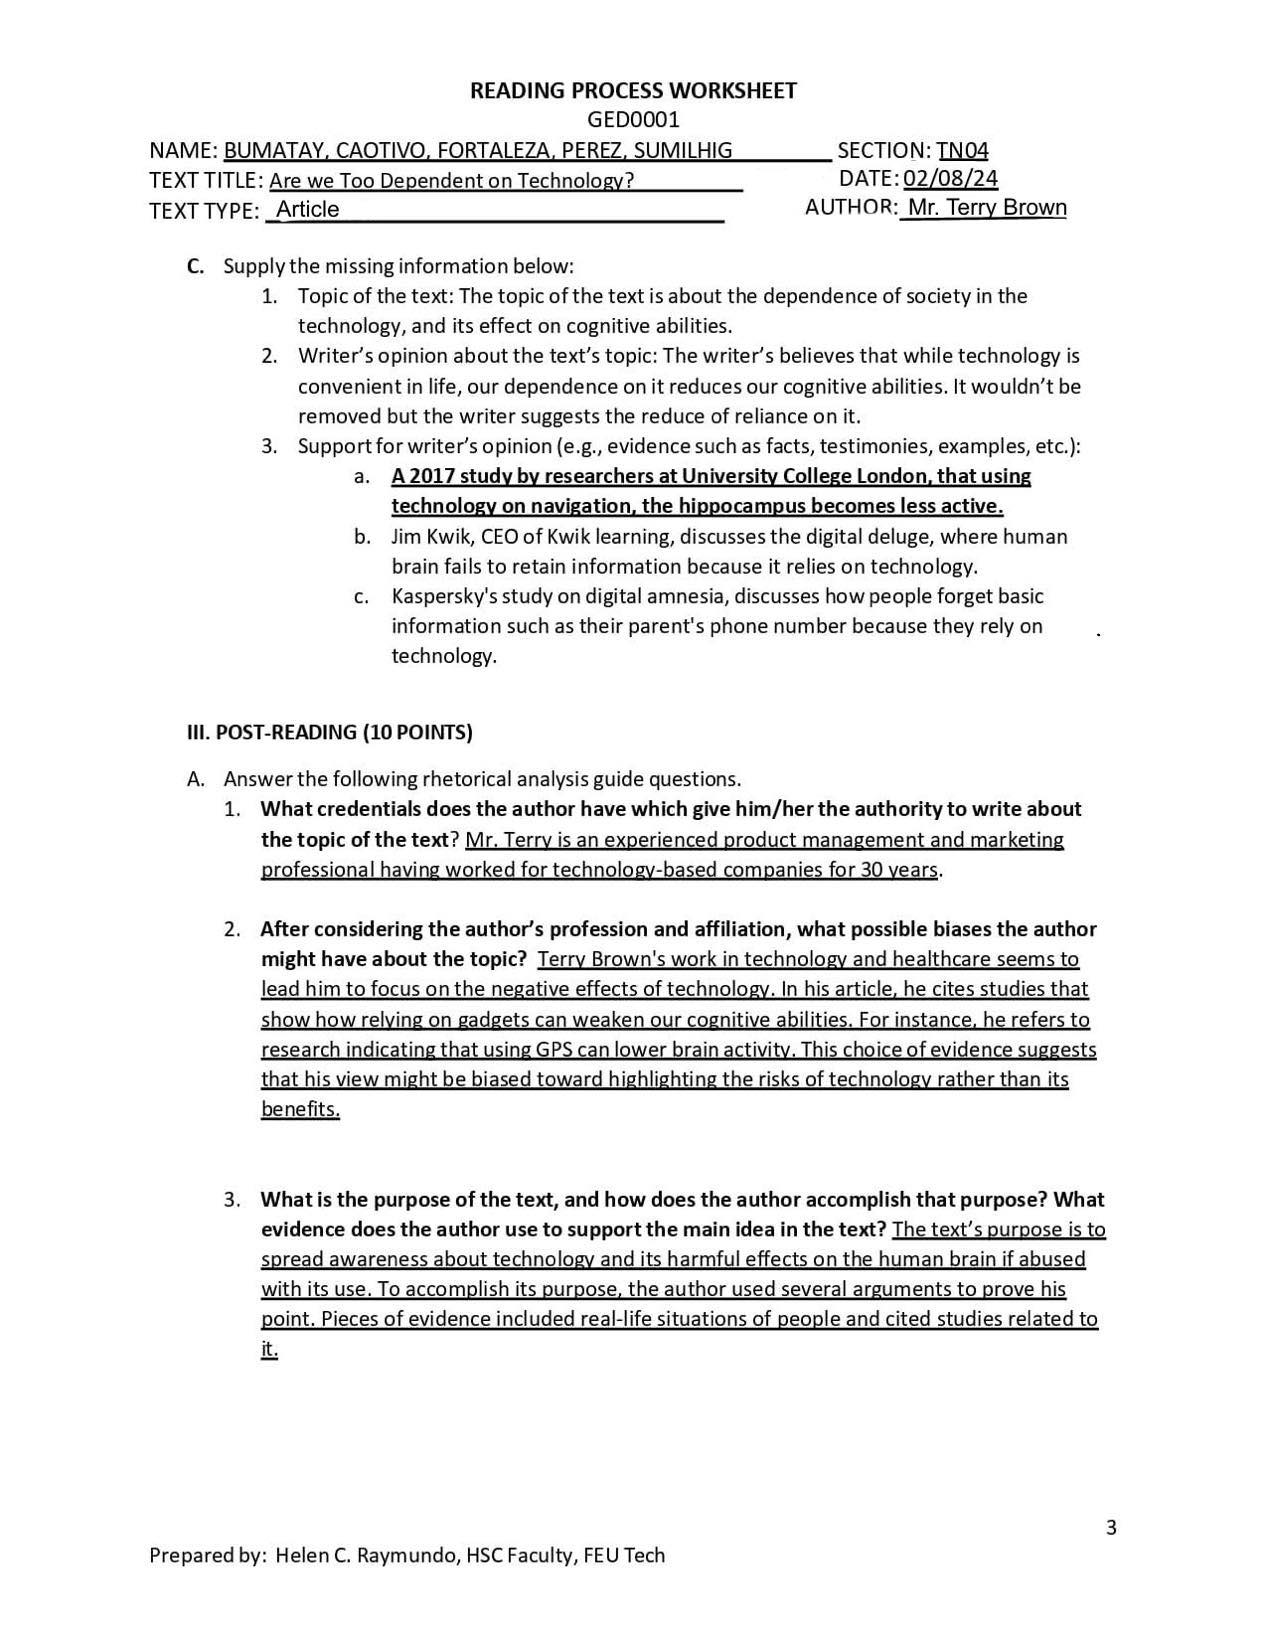 READING PROCESS WORKSHEET
GED0001
NAME: BUMATAY, CAOTIVO, FORTALEZA, PEREZ, SUMILHIG SECTION: TN04
TEXT TITLE: Are we Too Dependent on Technology? DATE: 02/08/24
TEXT TYPE: Article AUTHOR: Mr. Terry Brown
C. Supply the missing information below:
1. Topic of the text: The topic of the text is about the dependence of society in the
technology, and its effect on cognitive abilities.
2. Writer's opinion about the text's topic: The writer's believes that while technology is
convenient in life, our dependence on it reduces our cognitive abilities. It wouldn't be
removed but the writer suggests the reduce of reliance on it.
3. Support for writer's opinion (e.g., evidence such as facts, testimonies, examples, etc.):
a. A 2017 study by researchers at University College London, that using
technology on navigation, the hippocampus becomes less active.
b. Jim Kwik, CEO of Kwik learning, discusses the digital deluge, where human
brain fails to retain information because it relies on technology.
c. Kaspersky's study on digital amnesia, discusses how people forget basic
information such as their parent's phone number because they rely on
technology.
III. POST-READING (10 POINTS)
A. Answer the following rhetorical analysis guide questions.
1. What credentials does the author have which give him/her the authority to write about
the topic of the text? Mr. Terry is an experienced product management and marketing
professional having worked for technology-based companies for 30 years.
2. After considering the author's profession and affiliation, what possible biases the author
might have about the topic? Terry Brown's work in technology and healthcare seems to
lead him to focus on the negative effects of technology. In his article, he cites studies that
show how relying on gadgets can weaken our cognitive abilities. For instance, he refers to
research indicating that using GPS can lower brain activity. This choice of evidence suggests
that his view might be biased toward highlighting the risks of technology rather than its
benefits.
3. What is the purpose of the text, and how does the author accomplish that purpose? What
evidence does the author use to support the main idea in the text? The text's purpose is to
spread awareness about technology and its harmful effects on the human brain if abused
with its use. To accomplish its purpose, the author used several arguments to prove his
point. Pieces of evidence included real-life situations of people and cited studies related to
it.
3
Prepared by: Helen C. Raymundo, HSC Faculty, FEU Tech